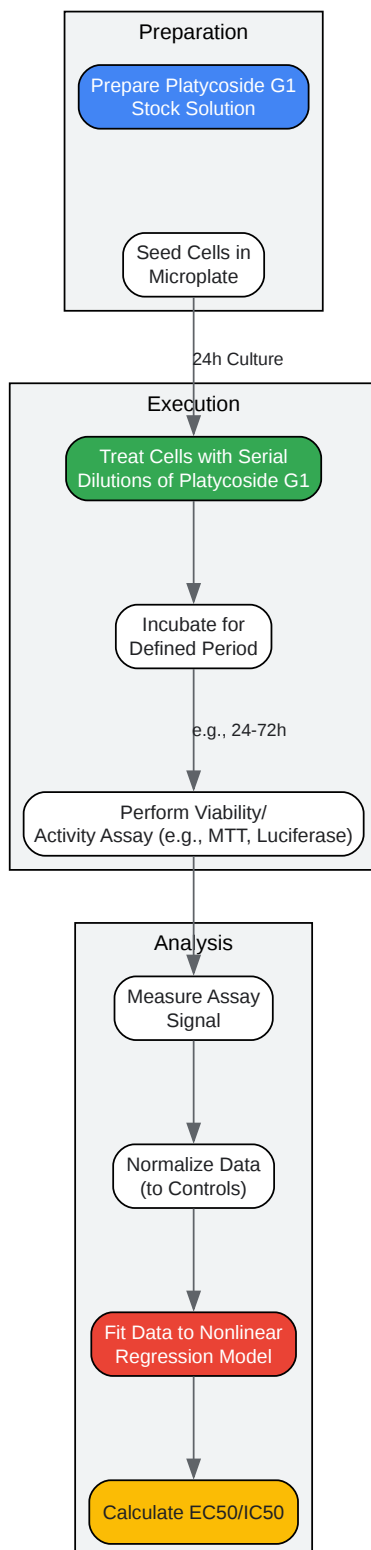 Preparation
Prepare Platycoside G1
Stock Solution
Seed Cells in
Microplate
24h Culture
Execution
Treat Cells with Serial
Dilutions of Platycoside G1
Incubate for
Defined Period
e.g., 24-72h
Perform Viability/
Activity Assay (e.g., MTT, Luciferase)
Analysis
Measure Assay
Signal
Normalize Data
(to Controls)
Fit Data to Nonlinear
Regression Model
Calculate EC50/IC50